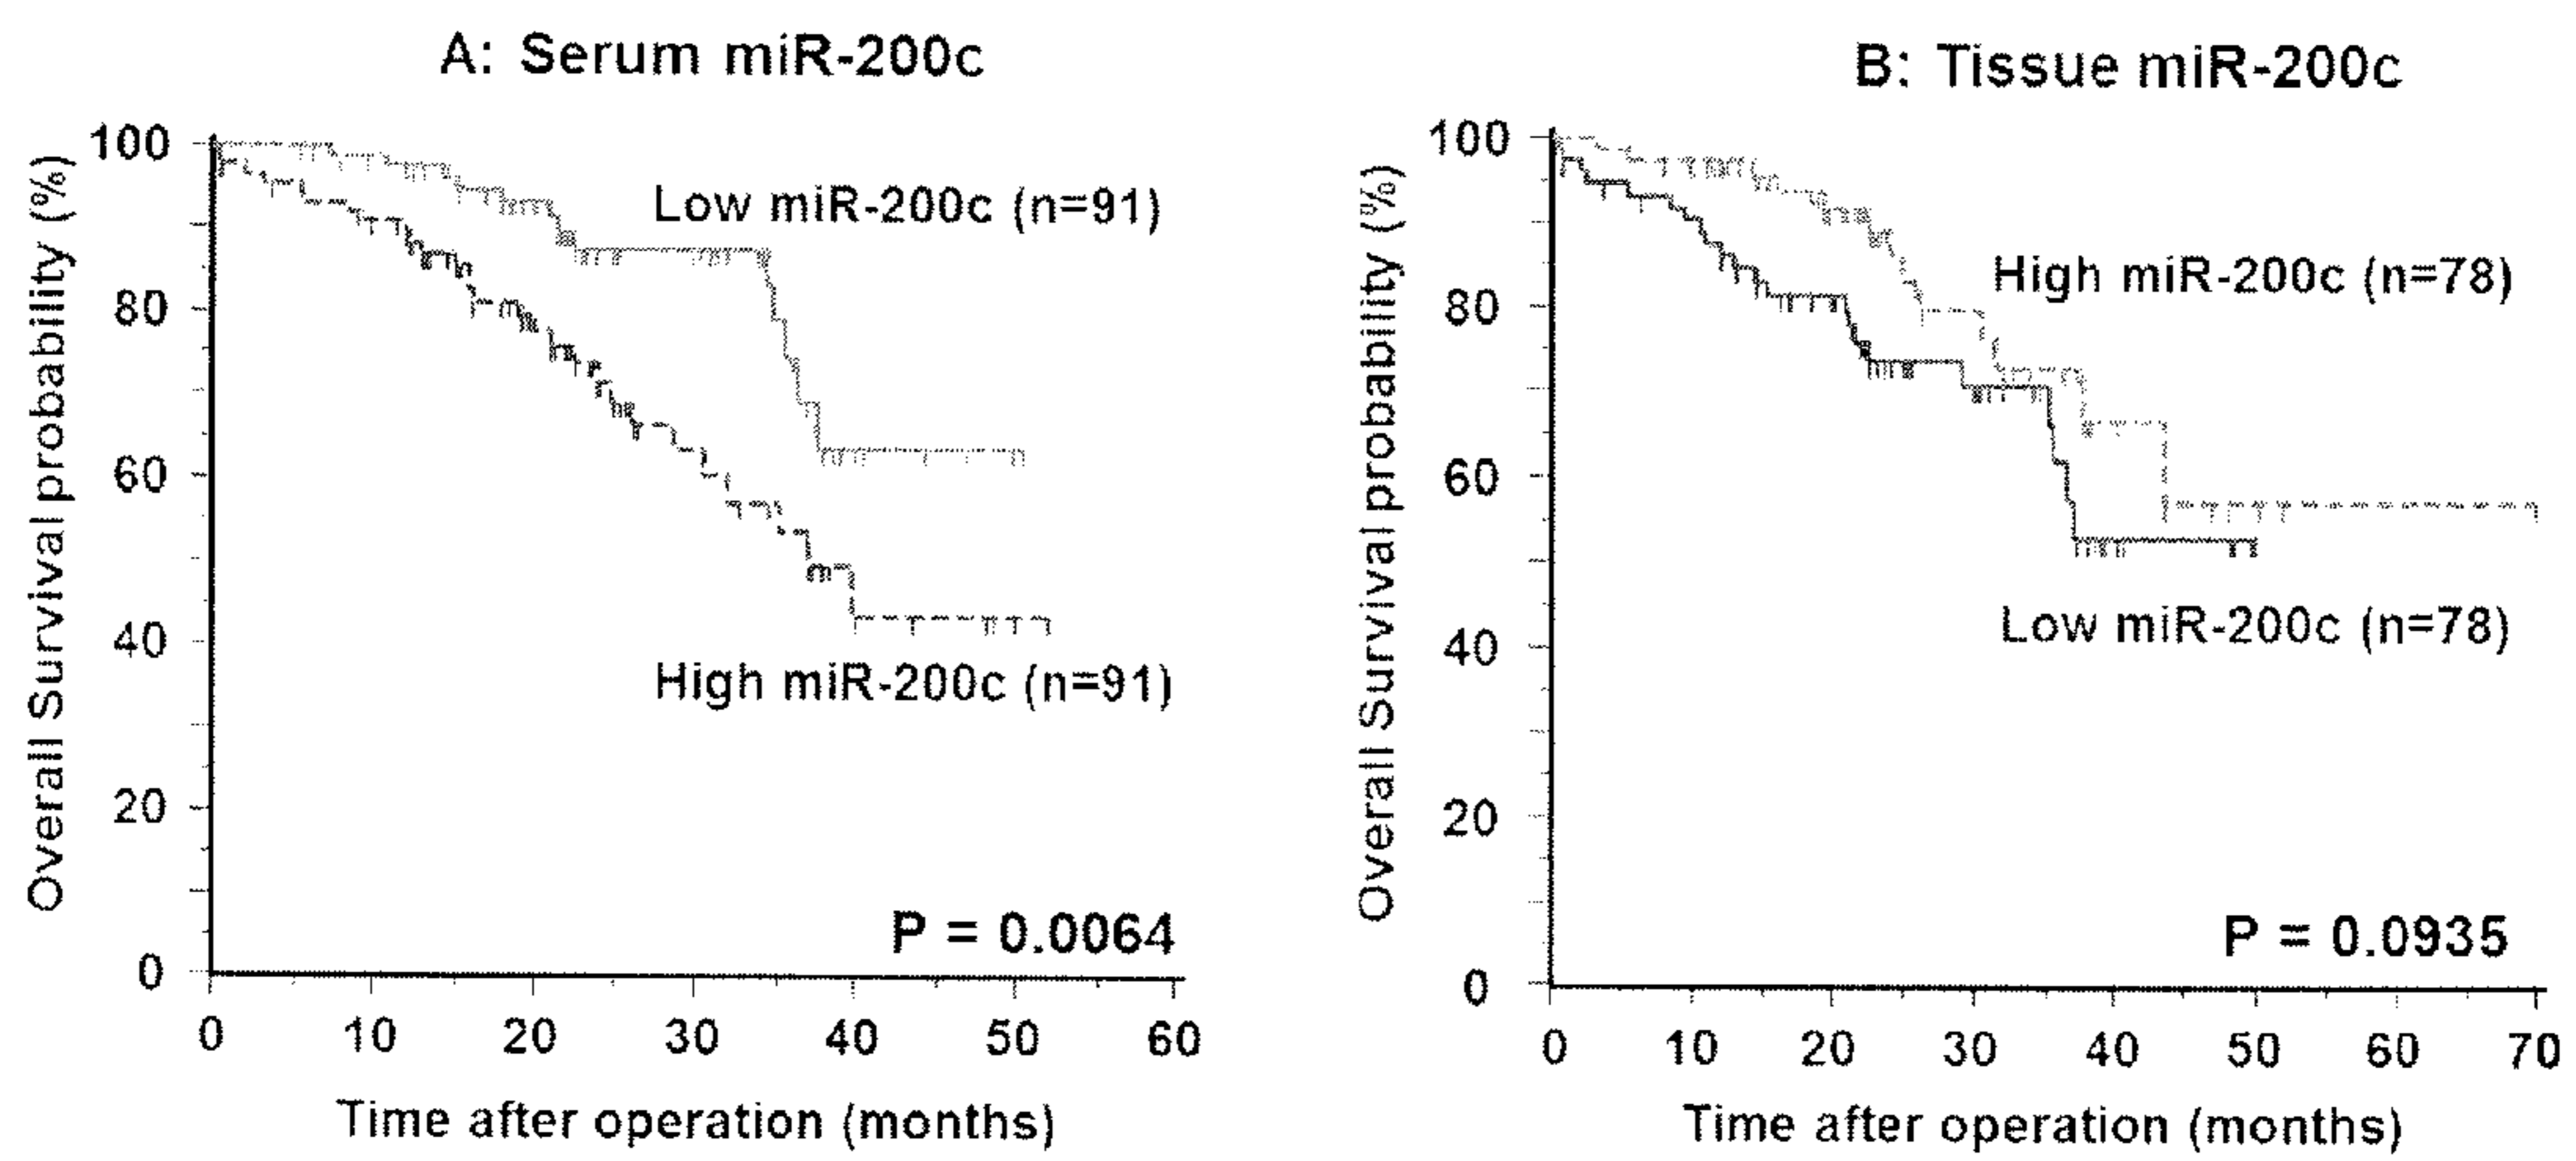 A: Serum miR-200c
Overall Survival probability (%)
100
80
60
40
20
0
Low miR-200c (n=91)
High miR-200c (n=91)
P = 0.0064
0 10 20 30 40 50 60
Time after operation (months)
B: Tissue miR-200c
Overall Survival probability (%)
100
80
60
40
20
0
High miR-200c (n=78)
Low miR-200c (n=78)
P = 0.0935
0 10 20 30 40 50 60 70
Time after operation (months)